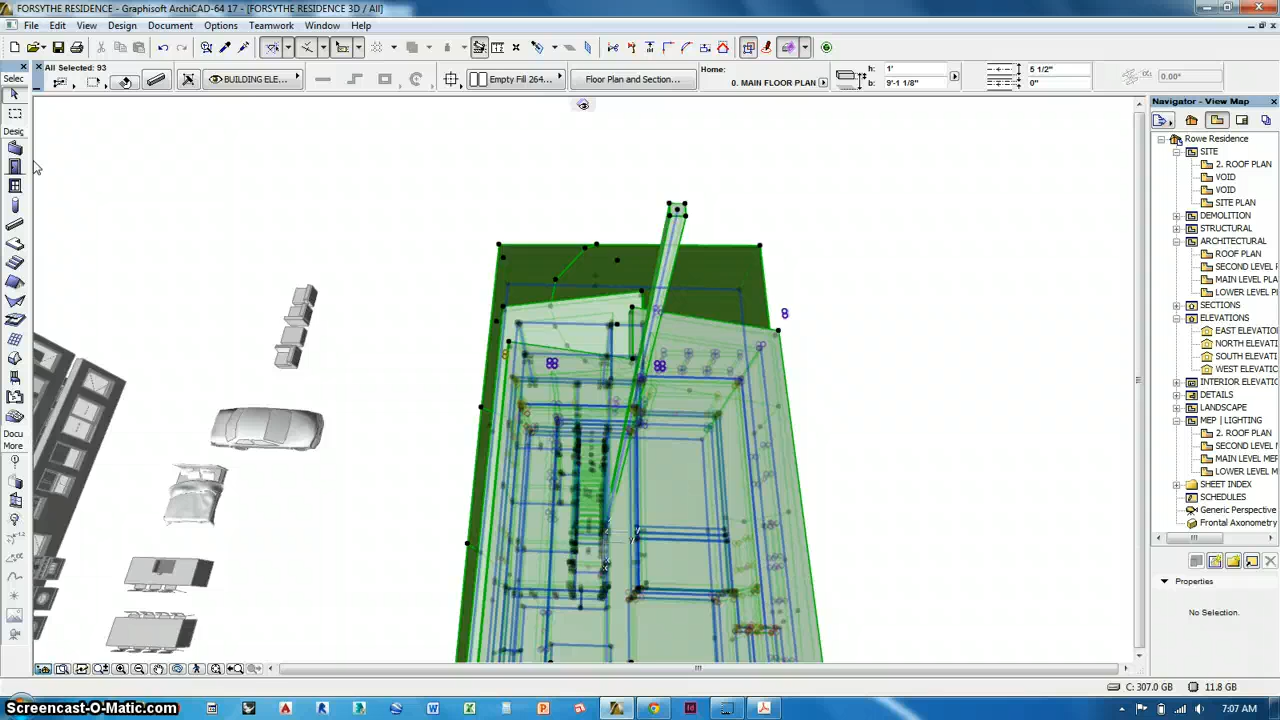 FORSYTHE RESIDENCE - Graphisoft ArchiCAD-64 17 - [FORSYTHE RESIDENCE 3D / All]
File Edit View Design Document Options Teamwork Window Help
Selec
All Selected: 93
BUILDING ELE...
Empty Fill 264...
Floor Plan and Section...
Home:
0. MAIN FLOOR PLAN
h: 1'
b: 9'-1 1/8"
5 1/2"
0"
0.00°
Desig
Docu
Navigator - View Map
Rowe Residence
SITE
2. ROOF PLAN
VOID
VOID
SITE PLAN
DEMOLITION
STRUCTURAL
ARCHITECTURAL
ROOF PLAN
SECOND LEVEL P
MAIN LEVEL PL
LOWER LEVEL P
SECTIONS
ELEVATIONS
EAST ELEVATIO
NORTH ELEVATI
SOUTH ELEVATI
WEST ELEVATIO
INTERIOR ELEVATIO
DETAILS
LANDSCAPE
MEP | LIGHTING
2. ROOF PLAN
SECOND LEVEL
MAIN LEVEL MEP
LOWER LEVEL M
SHEET INDEX
SCHEDULES
Generic Perspective
Frontal Axonometry
Properties
No Selection.
C: 307.0 GB
11.8 GB
Screencast-O-Matic.com
7:07 AM